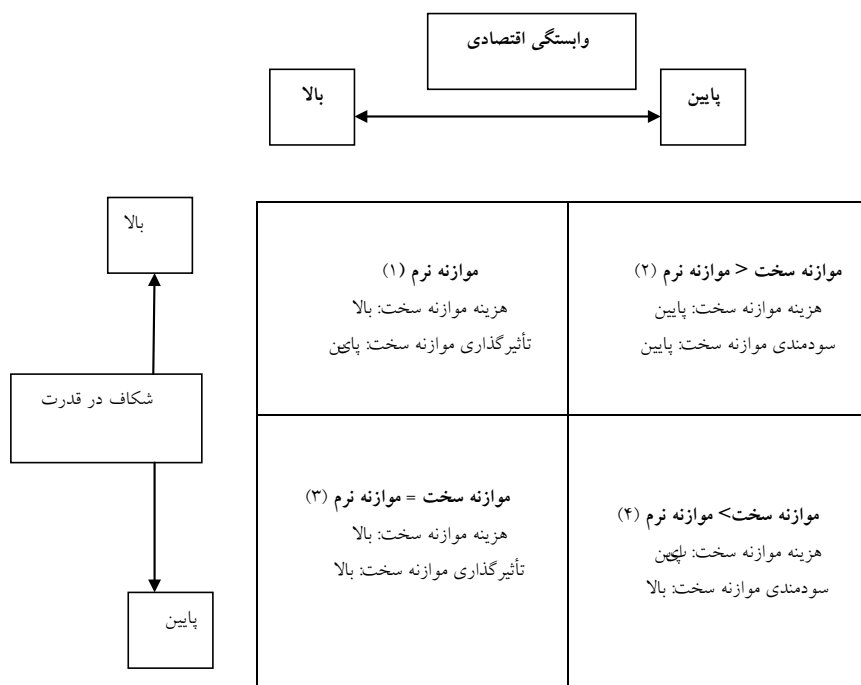 وابستگی اقتصادی
بالا
پایین
بالا
شکاف در قدرت
پایین
موازنه نرم (۱)
هزینه موازنه سخت: بالا
تأثیرگذاری موازنه سخت: پایین
موازنه سخت < موازنه نرم (۲)
هزینه موازنه سخت: پایین
سودمندی موازنه سخت: پایین
موازنه سخت = موازنه نرم (۳)
هزینه موازنه سخت: بالا
تأثیرگذاری موازنه سخت: بالا
موازنه سخت> موازنه نرم (۴)
هزینه موازنه سخت: پایین
سودمندی موازنه سخت: بالا